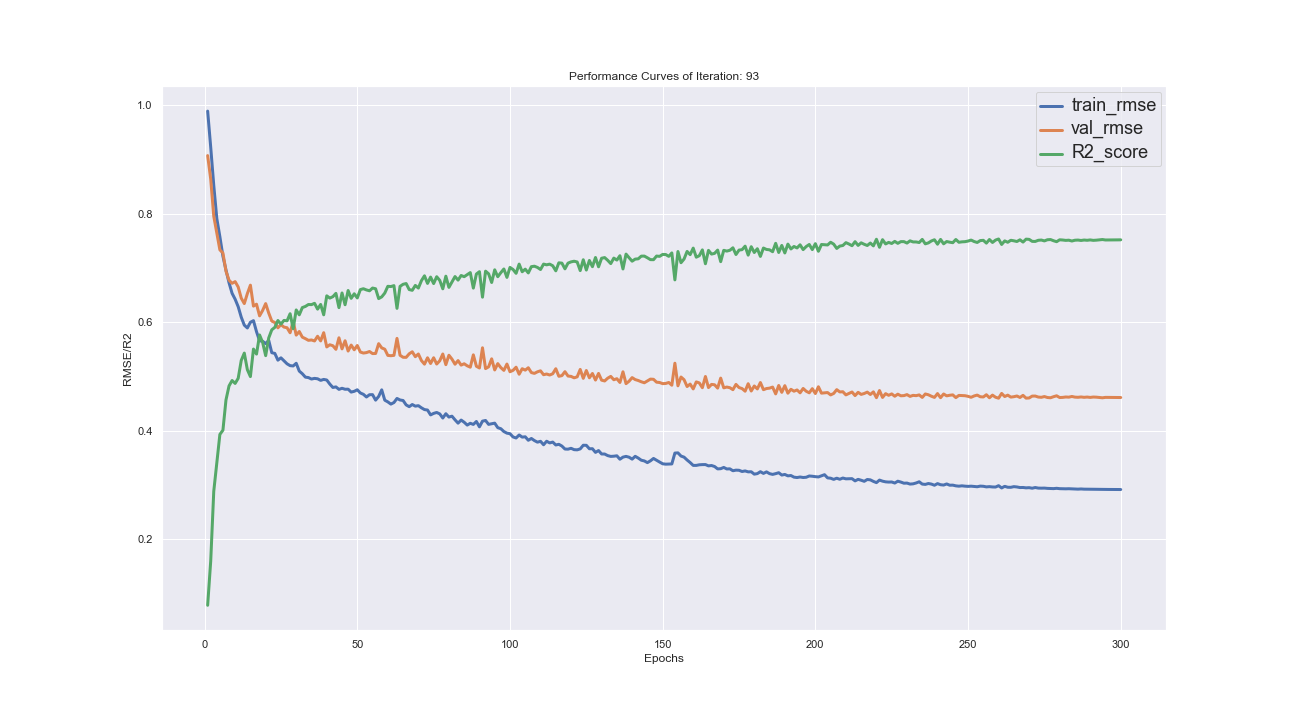 Performance Curves of Iteration: 93
train_rmse
val_rmse
R2_score
1.0
0.8
0.6
0.4
0.2
RMSE/R2
0
50
100
150
200
250
300
Epochs